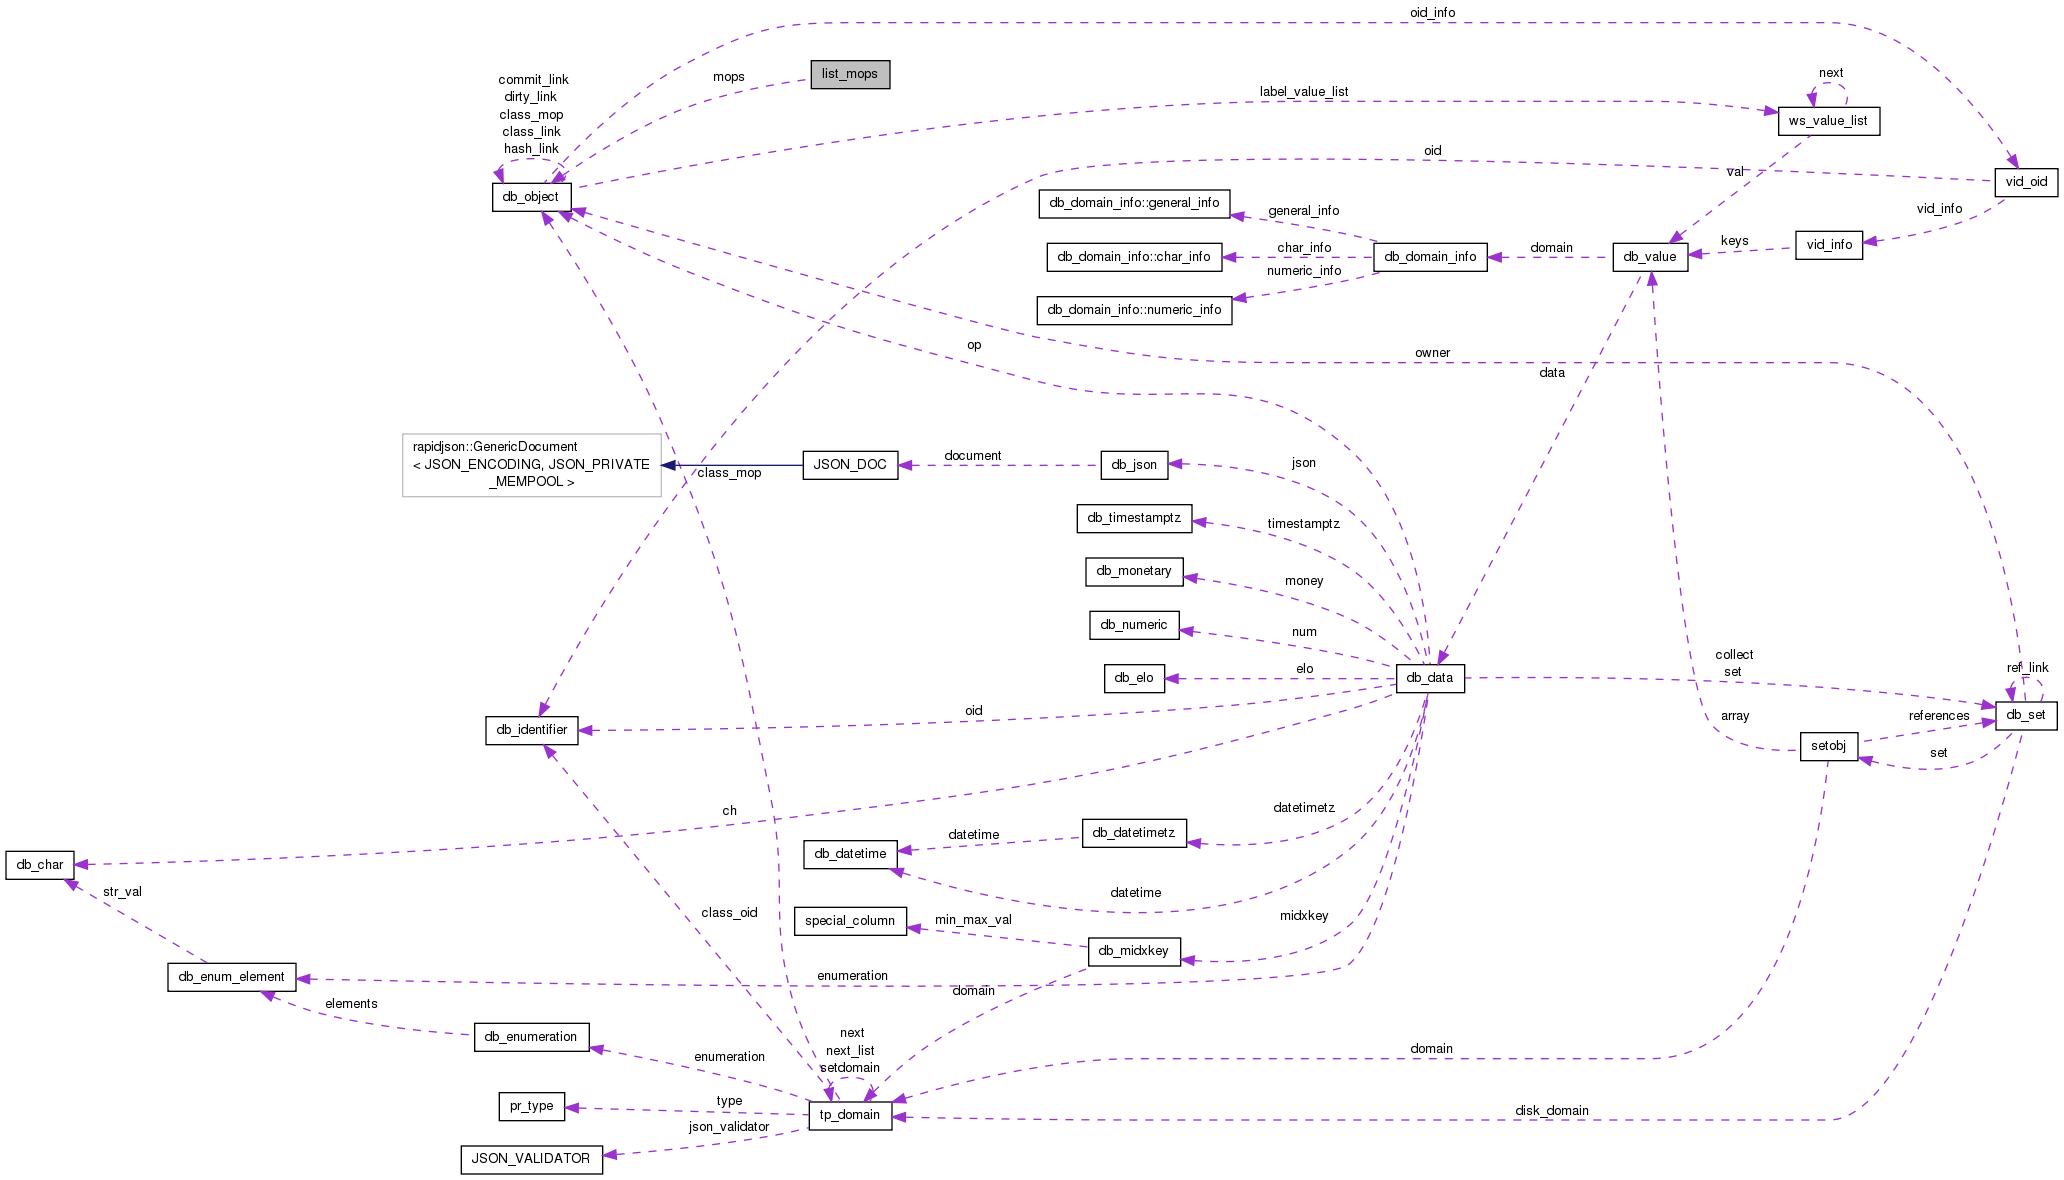 oid_info
list_mops
mops
commit_link
dirty_link
class_mop
class_link
hash_link
label_value_list
next
ws_value_list
oid
val
vid_oid
db_object
db_domain_info::general_info
general_info
vid_info
keys
vid_info
db_domain_info::char_info
char_info
db_domain_info
domain
db_value
numeric_info
db_domain_info::numeric_info
op
owner
data
rapidjson::GenericDocument
< JSON_ENCODING, JSON_PRIVATE
_MEMPOOL >
class_mop
JSON_DOC
document
db_json
json
db_timestamptz
timestamptz
db_monetary
money
db_numeric
num
db_elo
elo
db_data
collect
set
ref_link
db_set
db_identifier
oid
array
references
setobj
set
ch
datetimetz
db_datetimetz
datetime
db_datetime
db_char
str_val
datetime
class_oid
special_column
min_max_val
midxkey
db_midxkey
db_enum_element
enumeration
domain
elements
db_enumeration
enumeration
next
next_list
setdomain
domain
pr_type
type
tp_domain
disk_domain
json_validator
JSON_VALIDATOR